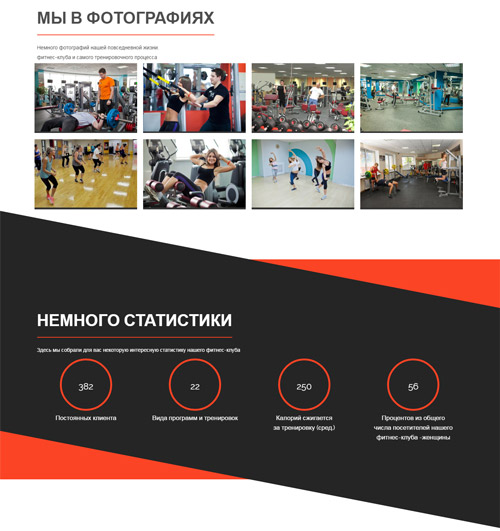 МЫ В ФОТОГРАФИЯХ
Немного фотографий нашей повседневной жизни
фитнес-клуба и самого тренировочного процесса
НЕМНОГО СТАТИСТИКИ
Здесь мы собрали для вас некоторую интересную статистику нашего фитнес-клуба
382
22
250
56
Постоянных клиента
Вида программ и тренировок
Калорий сжигается
за тренировку (сред.)
Процентов из общего
числа посетителей нашего
фитнес-клуба -женщины